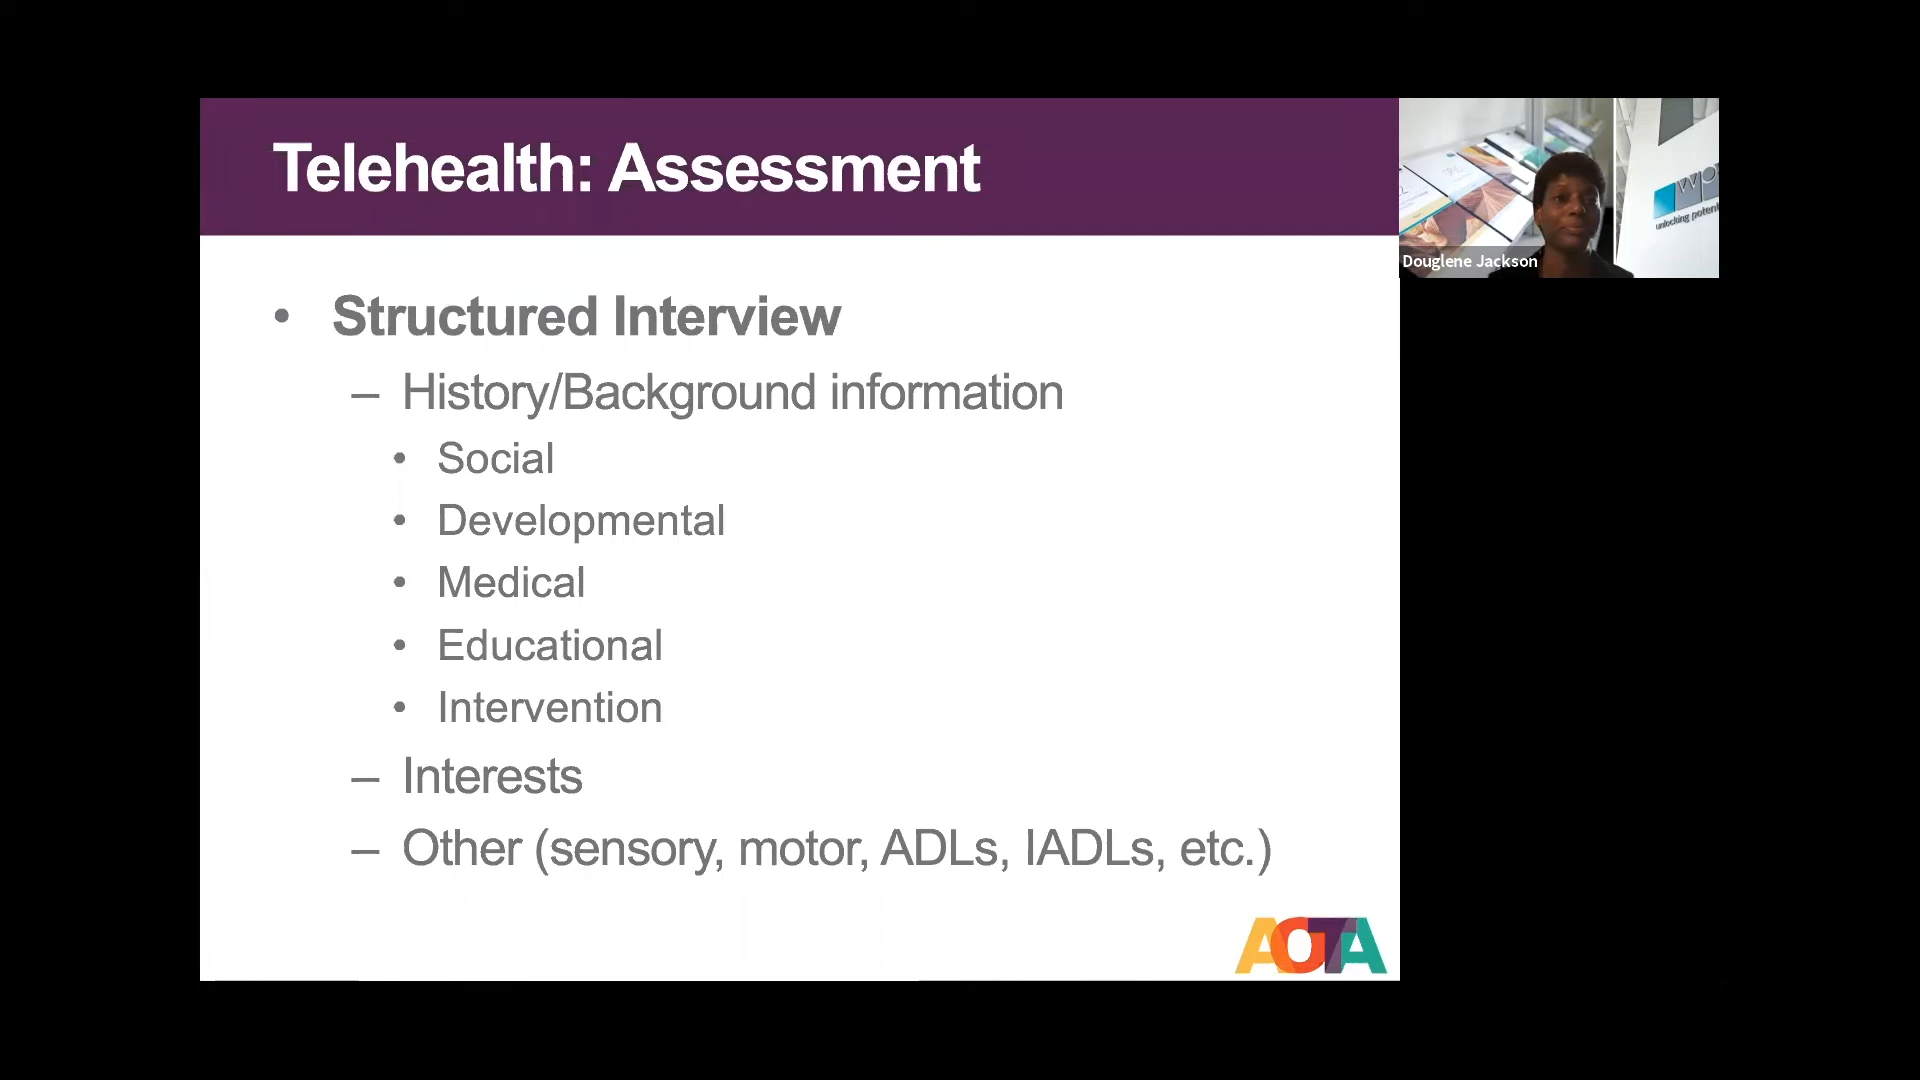 Telehealth: Assessment
Douglene Jackson
• Structured Interview
– History/Background information
• Social
• Developmental
• Medical
• Educational
• Intervention
– Interests
– Other (sensory, motor, ADLs, IADLs, etc.)
AOTA
unlocking